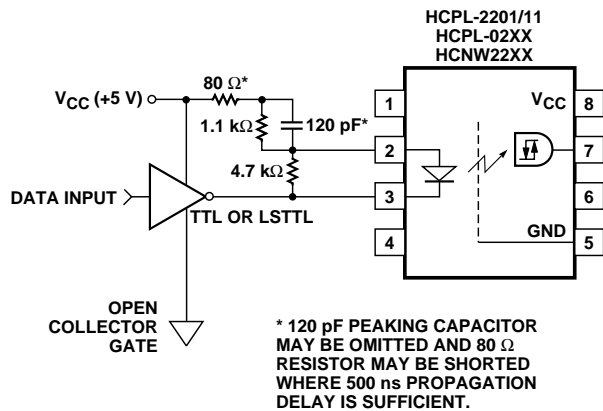 HCPL-2201/11
HCPL-02XX
HCNW22XX
80 Ω*
VCC (+5 V)
1.1 kΩ
120 pF*
4.7 kΩ
DATA INPUT
TTL OR LSTTL
OPEN
COLLECTOR
GATE
1
2
3
4
VCC
8
7
6
GND
5
* 120 pF PEAKING CAPACITOR
MAY BE OMITTED AND 80 Ω
RESISTOR MAY BE SHORTED
WHERE 500 ns PROPAGATION
DELAY IS SUFFICIENT.